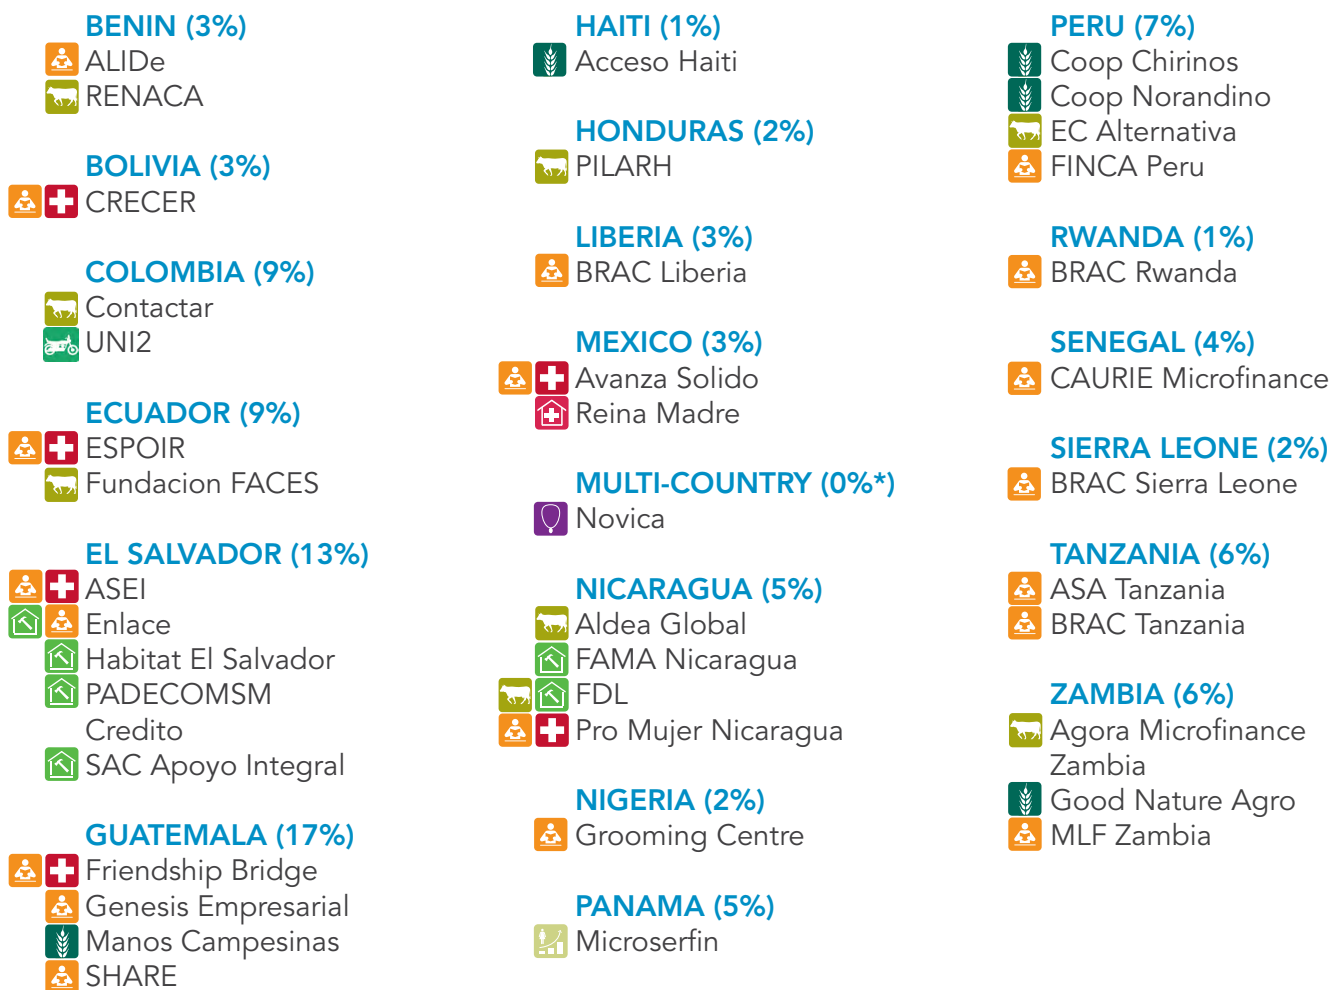 BENIN (3%)
ALIDe
RENACA
BOLIVIA (3%)
CRECER
COLOMBIA (9%)
Contactar
UNI2
ECUADOR (9%)
ESPOIR
Fundacion FACES
EL SALVADOR (13%)
ASEI
Enlace
Habitat El Salvador
PADECOMSM
Credito
SAC Apoyo Integral
GUATEMALA (17%)
Friendship Bridge
Genesis Empresarial
Manos Campesinas
SHARE
HAITI (1%)
Acceso Haiti
HONDURAS (2%)
PILARH
LIBERIA (3%)
BRAC Liberia
MEXICO (3%)
Avanza Solido
Reina Madre
MULTI-COUNTRY (0%*)
Novica
NICARAGUA (5%)
Aldea Global
FAMA Nicaragua
FDL
Pro Mujer Nicaragua
NIGERIA (2%)
Grooming Centre
PANAMA (5%)
Microserfin
PERU (7%)
Coop Chirinos
Coop Norandino
EC Alternativa
FINCA Peru
RWANDA (1%)
BRAC Rwanda
SENEGAL (4%)
CAURIE Microfinance
SIERRA LEONE (2%)
BRAC Sierra Leone
TANZANIA (6%)
ASA Tanzania
BRAC Tanzania
ZAMBIA (6%)
Agora Microfinance
Zambia
Good Nature Agro
MLF Zambia